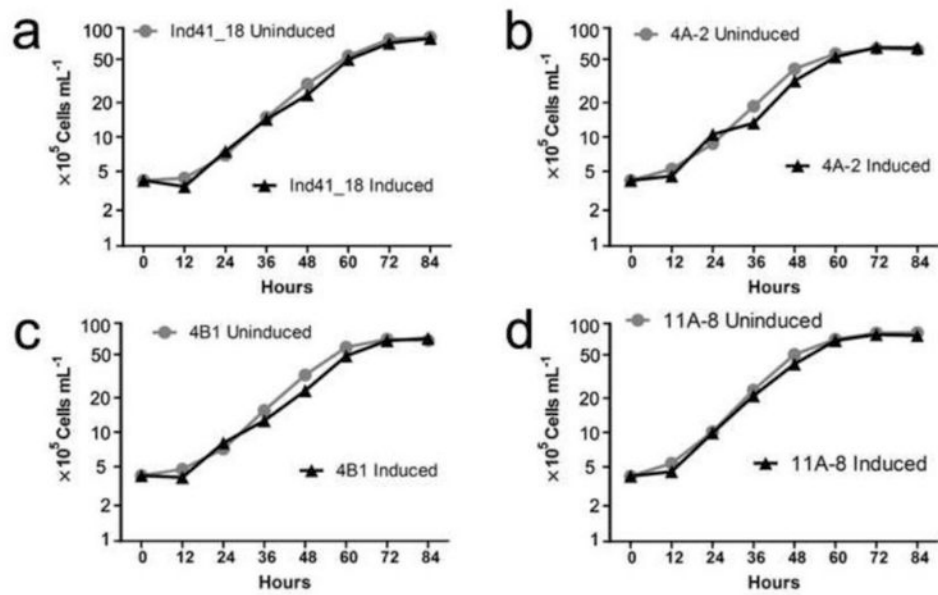 a
Ind41_18 Uninduced
×10⁵ Cells mL⁻¹
100
50
20
10
5
2
1
Ind41_18 Induced
0 12 24 36 48 60 72 84
Hours
b
4A-2 Uninduced
×10⁵ Cells mL⁻¹
100
50
20
10
5
2
1
4A-2 Induced
0 12 24 36 48 60 72 84
Hours
c
4B1 Uninduced
×10⁵ Cells mL⁻¹
100
50
20
10
5
2
1
4B1 Induced
0 12 24 36 48 60 72 84
Hours
d
11A-8 Uninduced
×10⁵ Cells mL⁻¹
100
50
20
10
5
2
1
11A-8 Induced
0 12 24 36 48 60 72 84
Hours